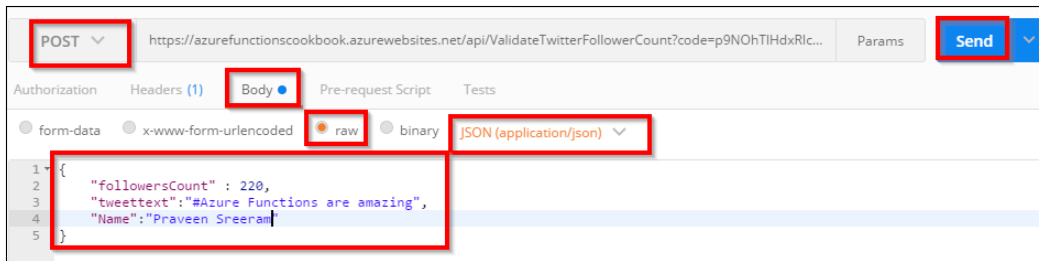 POST https://azurefunctionscookbook.azurewebsites.net/api/ValidateTwitterFollowerCount?code=p9NOhTIHdxRIc... Params Send
Authorization Headers (1) Body Pre-request Script Tests
form-data x-www-form-urlencoded raw binary JSON (application/json)
1 {
2 "followersCount" : 220,
3 "tweettext":"#Azure Functions are amazing",
4 "Name":"Praveen Sreeram"
5 }